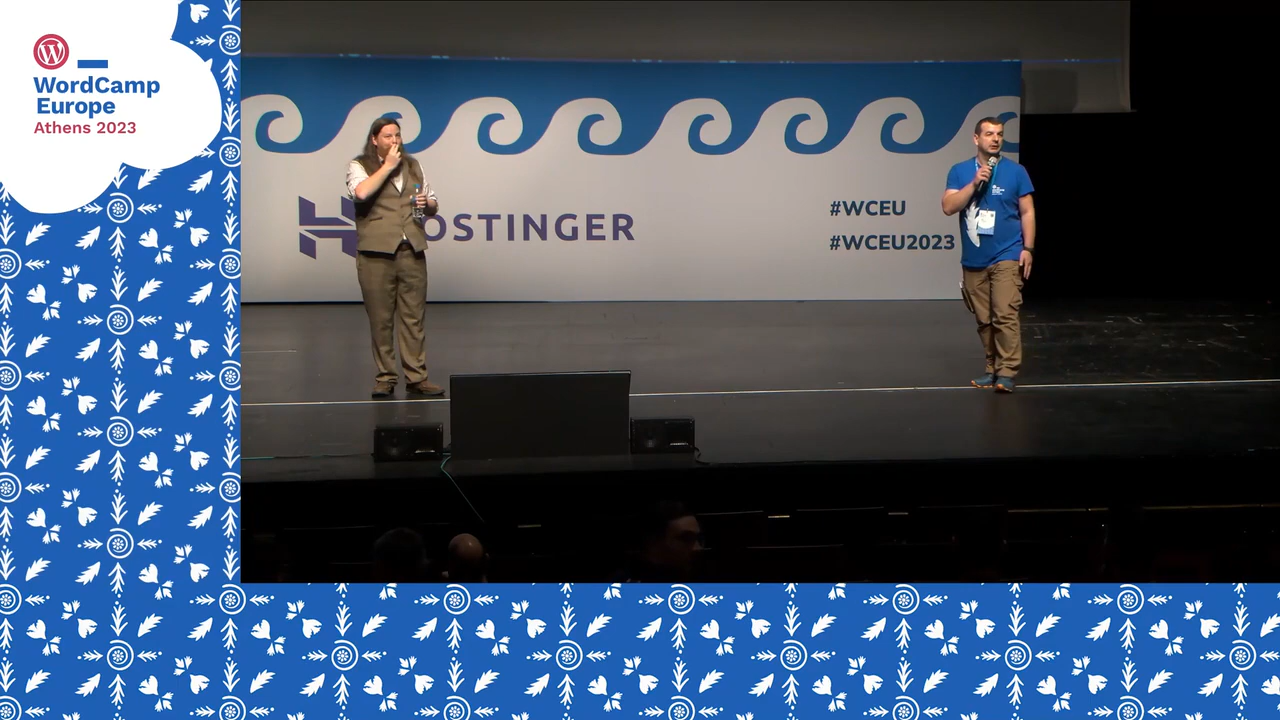 WordCamp
Europe
Athens 2023
OSTINGER
#WCEU
#WCEU2023